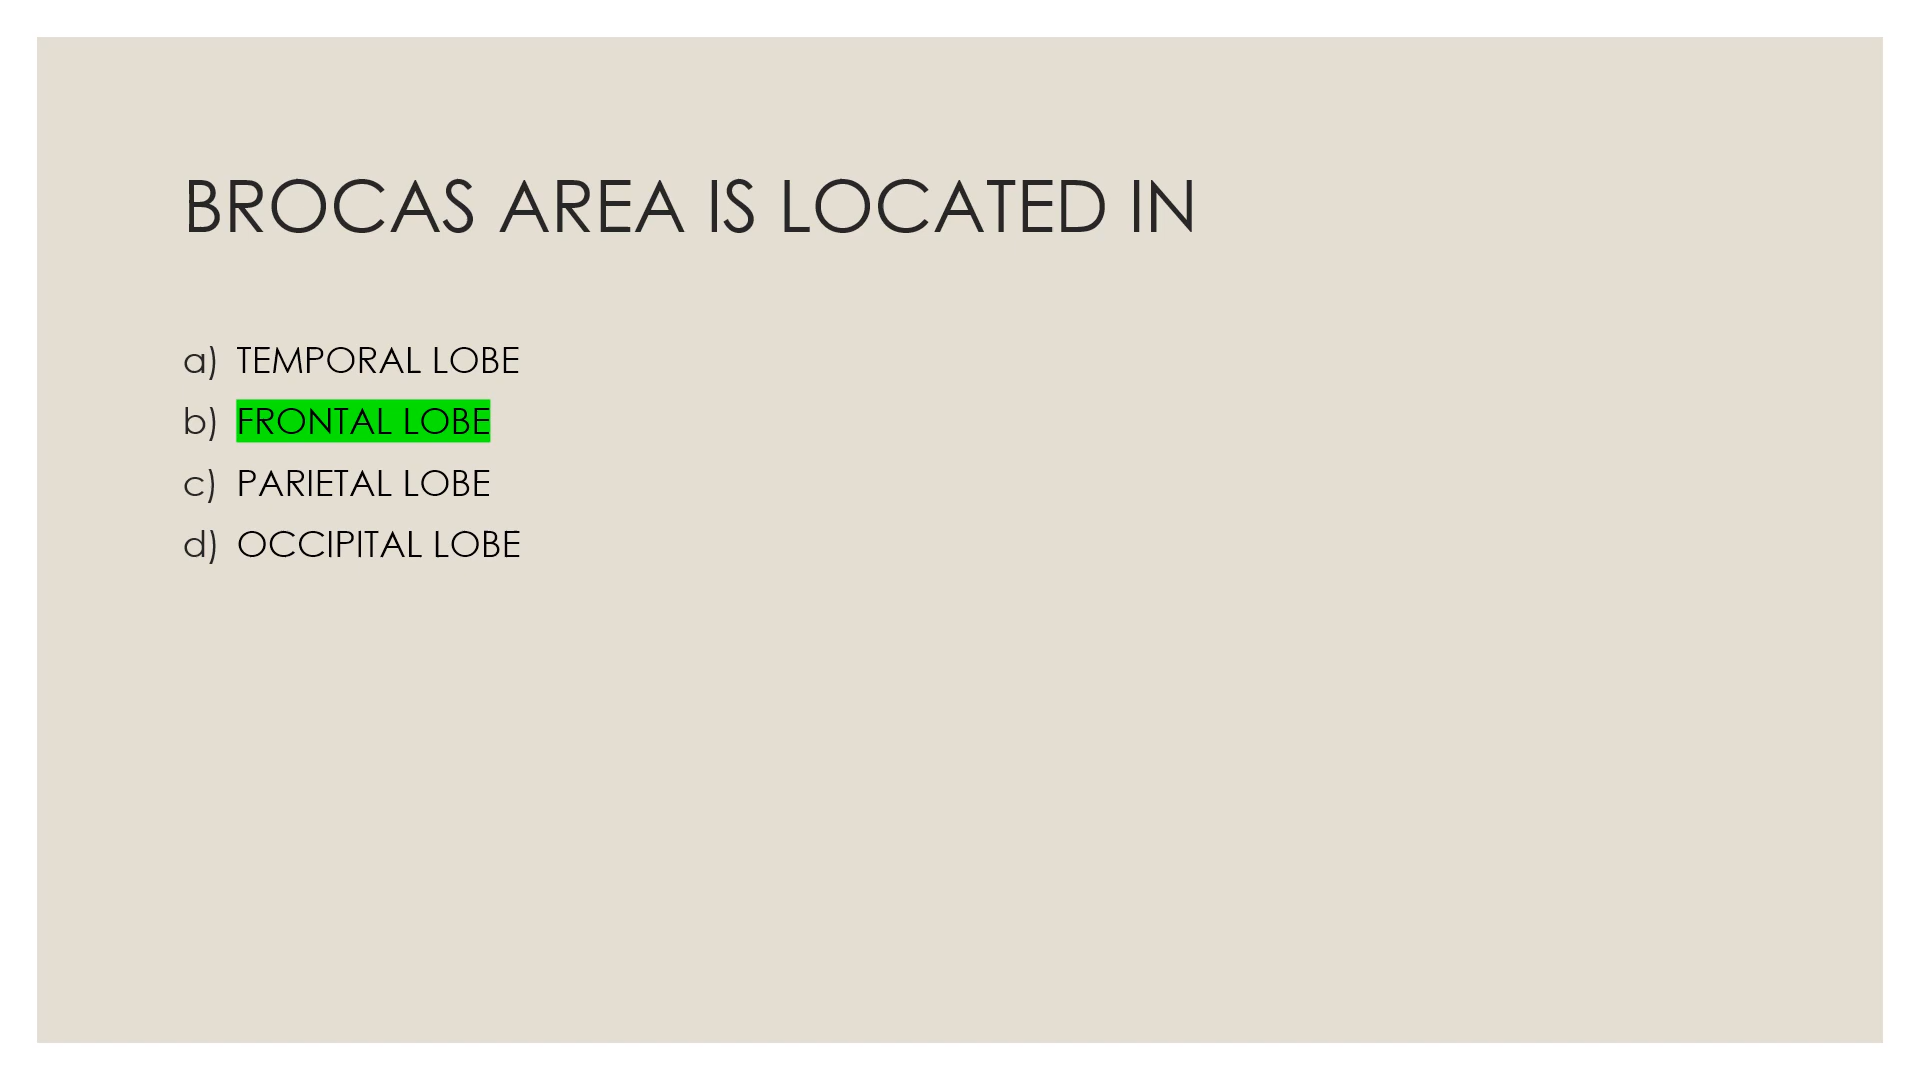 BROCAS AREA IS LOCATED IN
a) TEMPORAL LOBE
b) FRONTAL LOBE
c) PARIETAL LOBE
d) OCCIPITAL LOBE